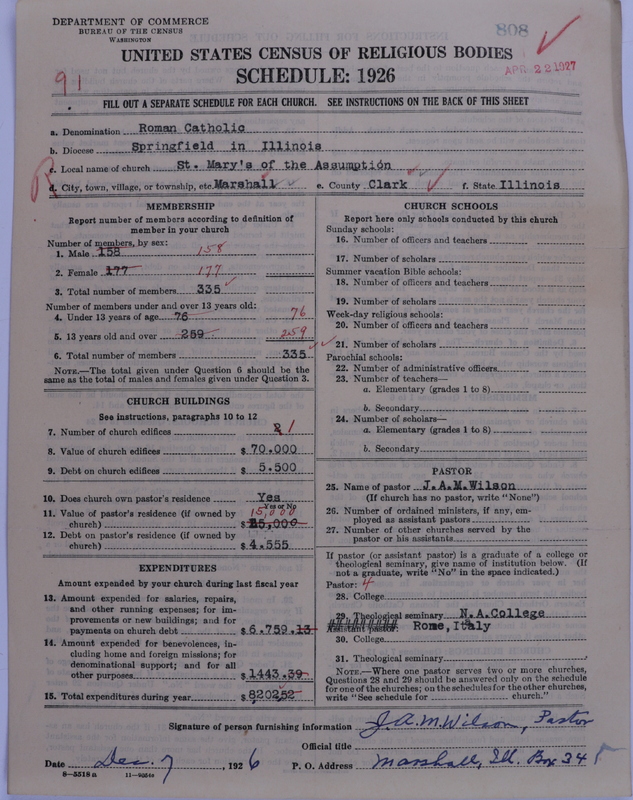 DEPARTMENT OF COMMERCE
BUREAU OF THE CENSUS
WASHINGTON
808
UNITED STATES CENSUS OF RELIGIOUS BODIES
APR 22 1927
SCHEDULE: 1926
91
FILL OUT A SEPARATE SCHEDULE FOR EACH CHURCH. SEE INSTRUCTIONS ON THE BACK OF THIS SHEET
a. Denomination Roman Catholic
b. Diocese Springfield in Illinois
c. Local name of church St. Mary's of the Assumption
d. City, town, village, or township, etc. Marshall e. County Clark f. State Illinois
MEMBERSHIP
Report number of members according to definition of
member in your church
Number of members, by sex:
1. Male 158 158
2. Female 177 177
3. Total number of members 335
Number of members under and over 13 years old:
4. Under 13 years of age 76 76
5. 13 years old and over 259 259
6. Total number of members 335
NOTE.—The total given under Question 6 should be the
same as the total of males and females given under Question 3.
CHURCH BUILDINGS
See instructions, paragraphs 10 to 12
7. Number of church edifices 1
8. Value of church edifices $70.000
9. Debt on church edifices $5.500
10. Does church own pastor's residence Yes
Yes or No
11. Value of pastor's residence (if owned by
church) 15,000
12. Debt on pastor's residence (if owned by
church) $4.555
EXPENDITURES
Amount expended by your church during last fiscal year
13. Amount expended for salaries, repairs,
and other running expenses; for im-
provements or new buildings; and for
payments on church debt $6.759.13
14. Amount expended for benevolences, in-
cluding home and foreign missions; for
denominational support; and for all
other purposes $1443.39
15. Total expenditures during year $820252
CHURCH SCHOOLS
Report here only schools conducted by this church
Sunday schools:
16. Number of officers and teachers
17. Number of scholars
Summer vacation Bible schools:
18. Number of officers and teachers
19. Number of scholars
Week-day religious schools:
20. Number of officers and teachers
21. Number of scholars
Parochial schools:
22. Number of administrative officers
23. Number of teachers—
a. Elementary (grades 1 to 8)
b. Secondary
24. Number of scholars—
a. Elementary (grades 1 to 8)
b. Secondary
PASTOR
25. Name of pastor J.A.M.Wilson
(If church has no pastor, write "None")
26. Number of ordained ministers, if any, em-
ployed as assistant pastors
27. Number of other churches served by the
pastor or his assistants
If pastor (or assistant pastor) is a graduate of a college or
theological seminary, give name of institution below. (If
not a graduate, write "No" in the space indicated.)
Pastor: 4
28. College
29. Theological seminary N.A.College
Assistant pastor: Rome, Italy
30. College
31. Theological seminary
NOTE.—Where one pastor serves two or more churches,
Questions 28 and 29 should be answered only on the schedule
for one of the churches; on the schedules for the other churches,
write "See schedule for church."
Signature of person furnishing information J.A.M.Wilson, Pastor
Official title
Date Dec. 7, 1926 P. O. Address Marshall, Ill. Box 345
8—5518a 11—9354